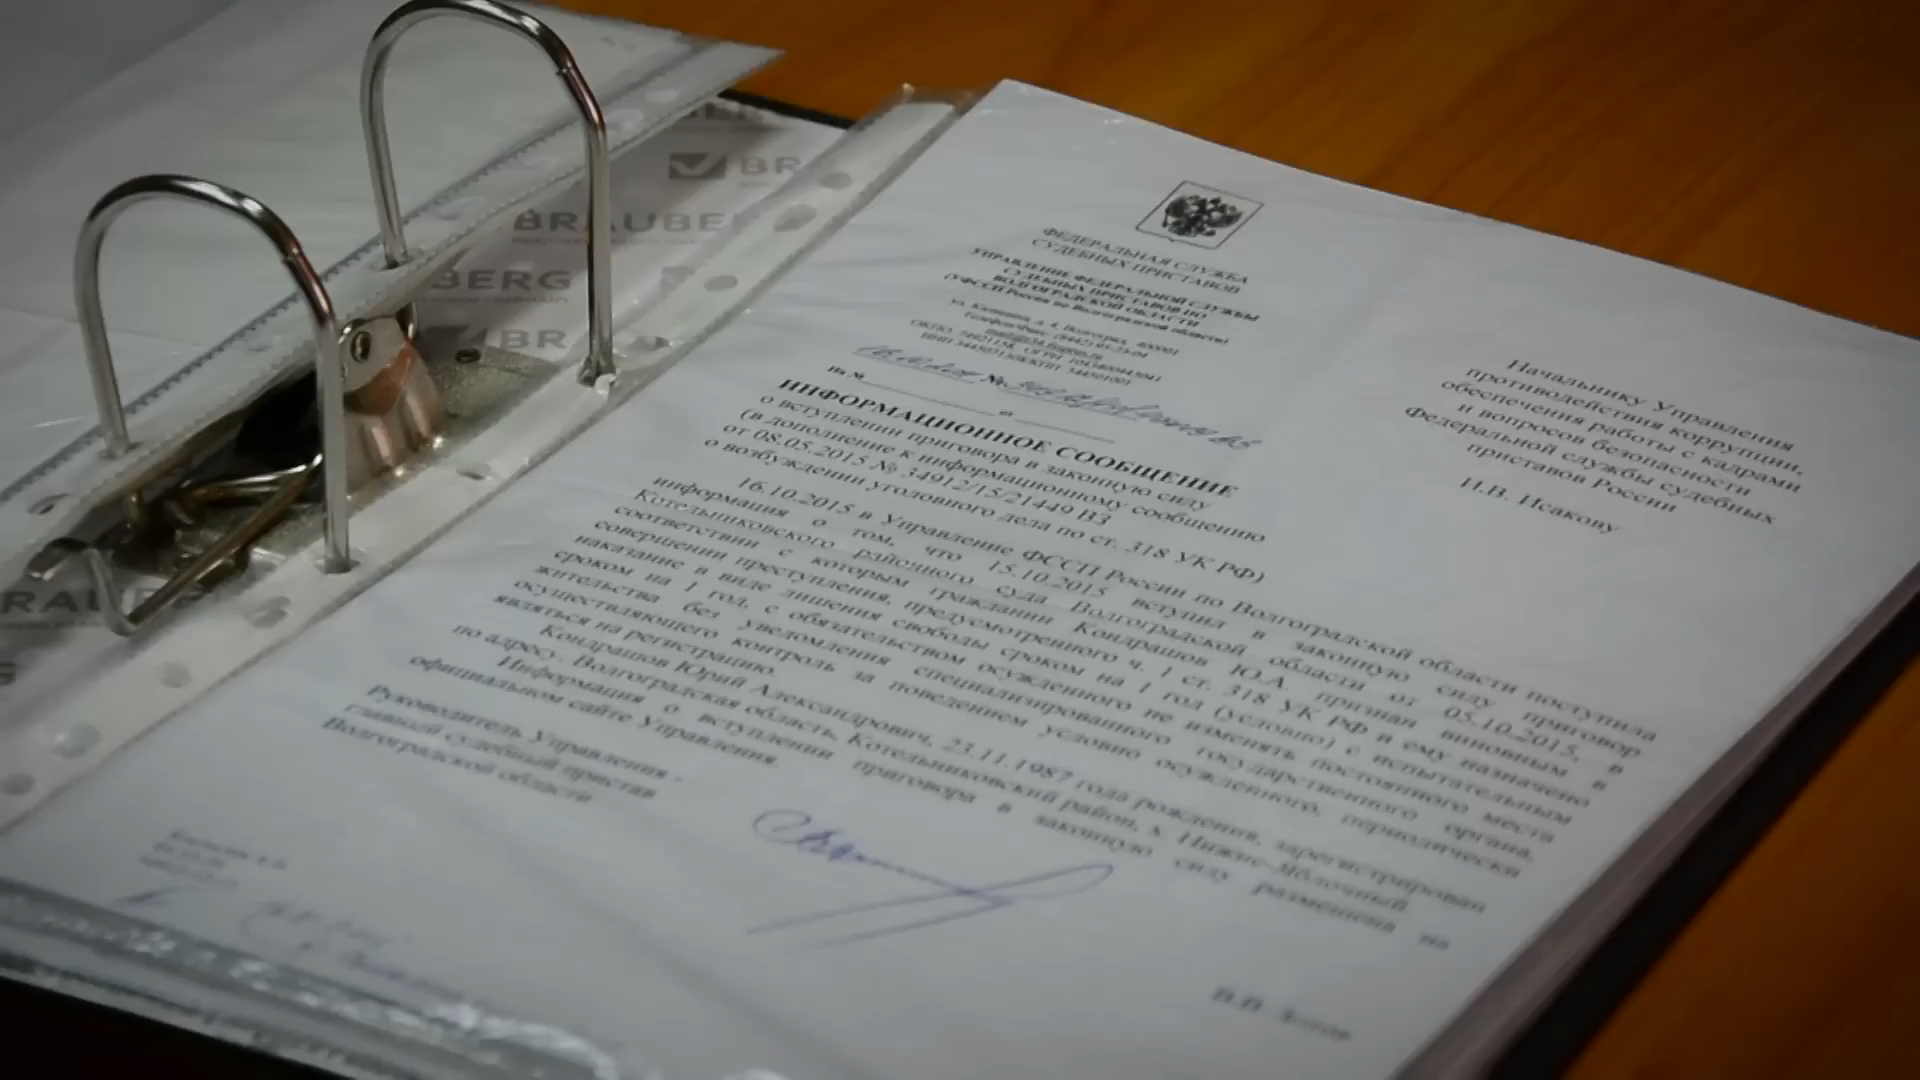 BRAUBERG
ФЕДЕРАЛЬНАЯ СЛУЖБА
СУДЕБНЫХ ПРИСТАВОВ
УПРАВЛЕНИЕ ФЕДЕРАЛЬНОЙ СЛУЖБЫ
СУДЕБНЫХ ПРИСТАВОВ ПО
ВОЛГОГРАДСКОЙ ОБЛАСТИ
(УФССП России по Волгоградской области)
На № от
ИНФОРМАЦИОННОЕ СООБЩЕНИЕ
о вступлении приговора в законную силу
(в дополнение к информационному сообщению
от 08.05.2015 № 34912/15/21449 ВЗ
о возбуждении уголовного дела по ст. 318 УК РФ)
Начальнику Управления
противодействия коррупции,
обеспечения работы с кадрами
и вопросов безопасности
Федеральной службы судебных
приставов России
И.В. Исакову
16.10.2015 в Управление ФССП России по Волгоградской области поступила
информация о том, что 15.10.2015 вступил в законную силу приговор
Котельниковского районного суда Волгоградской области от 05.10.2015, в
соответствии с которым гражданин Кондрашов Ю.А. признан виновным в
совершении преступления, предусмотренного ч. 1 ст. 318 УК РФ и ему назначено
наказание в виде лишения свободы сроком на 1 год (условно) с испытательным
сроком на 1 год, с обязательством осужденного не изменять постоянного места
жительства без уведомления специализированного государственного органа,
осуществляющего контроль за поведением условно осужденного, периодически
являться на регистрацию.
Кондрашов Юрий Александрович, 23.11.1987 года рождения, зарегистрирован
по адресу: Волгоградская область, Котельниковский район, х. Нижне-Яблочный
Информация о вступлении приговора в законную силу размещена на
официальном сайте Управления.
Руководитель Управления -
главный судебный пристав
Волгоградской области